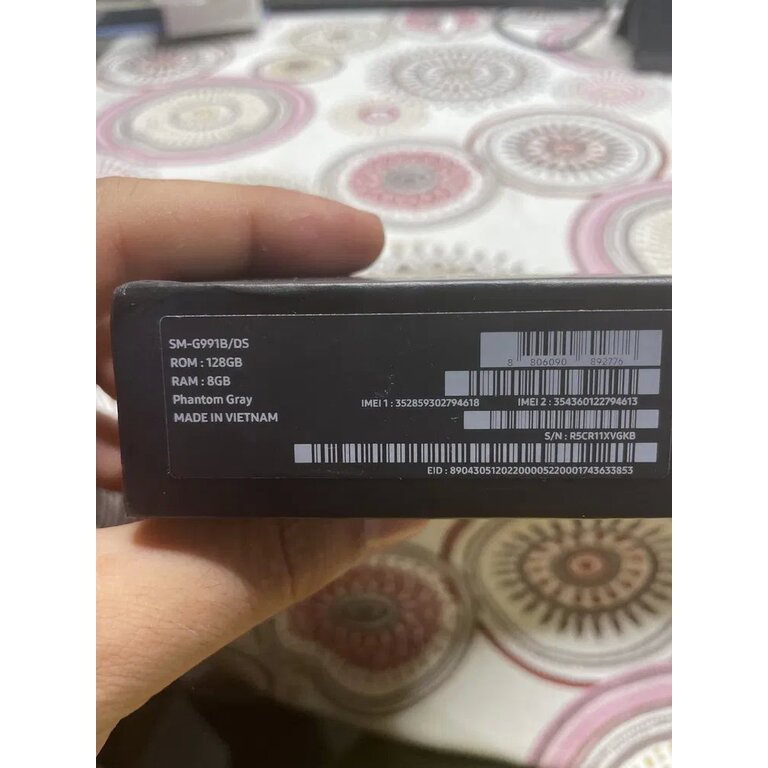 SM-G991B/DS
ROM : 128GB
RAM : 8GB
Phantom Gray
MADE IN VIETNAM
8 806090 892776
IMEI 1 : 352859302794618 IMEI 2 : 354360122794613
S/N : R5CR11XVGKB
EID : 89043051202200005220001743633853